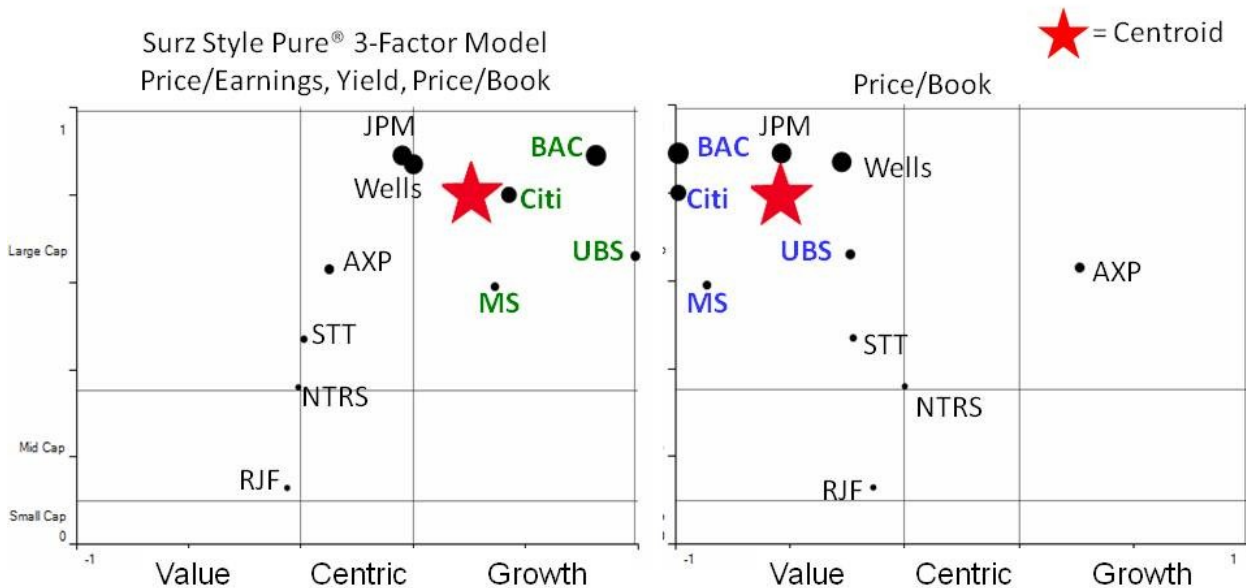 Surz Style Pure® 3-Factor Model
Price/Earnings, Yield, Price/Book
= Centroid
Price/Book
1
JPM
BAC
Wells
Citi
Large Cap
AXP
UBS
MS
STT
NTRS
Mid Cap
RJF
Small Cap
0
-1
Value
Centric
Growth
BAC
JPM
Wells
Citi
UBS
AXP
MS
STT
NTRS
RJF
-1
1
Value
Centric
Growth